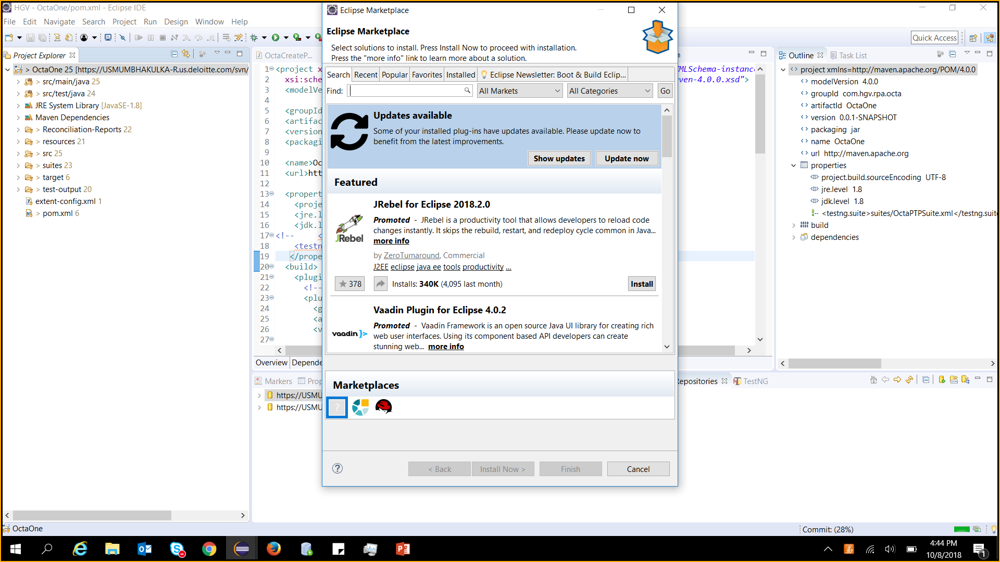 HGV - OctaOne/pom.xml - Eclipse IDE
File Edit Navigate Search Project Run Design Window Help
Quick Access
Project Explorer
> OctaOne 25 [https://USMUMBHAKULKA-R.us.deloitte.com/svn/
> src/main/java 25
> src/test/java 24
JRE System Library [JavaSE-1.8]
Maven Dependencies
> Reconciliation-Reports 22
> resources 21
> src 25
> suites 23
> target 6
> test-output 20
extent-config.xml 1
> pom.xml 6
OctaCreateP...
1 <project x
2 xsi:sche
3 <modelVe
4
5 <groupId
6 <artifac
7 <version
8 <packagi
9
10 <name>Oc
11 <url>htt
12
13 <propert
14 <proje
15 <jre.l
16 <jdk.l
17 <!-- <
18 <testn
19 </prope
20 <build>
21 <plugi
22 <!--
23 <plu
24 <g
25 <a
26 <v
27
6
/MLSchema-instanc
ven-4.0.0.xsd">
Overview Depende
Eclipse Marketplace
Eclipse Marketplace
Select solutions to install. Press Install Now to proceed with installation.
Press the "more info" link to learn more about a solution.
Search Recent Popular Favorites Installed Eclipse Newsletter: Boot & Build Eclip...
Find: All Markets All Categories Go
Updates available
Some of your installed plug-ins have updates available. Please update now to
benefit from the latest improvements.
Show updates Update now
Featured
JRebel for Eclipse 2018.2.0
Promoted - JRebel is a productivity tool that allows developers to reload code
changes instantly. It skips the rebuild, restart, and redeploy cycle common in Java...
more info
JRebel
by ZeroTurnaround, Commercial
J2EE eclipse java ee tools productivity ...
378 Installs: 340K (4,095 last month) Install
Vaadin Plugin for Eclipse 4.0.2
Promoted - Vaadin Framework is an open source Java UI library for creating rich
web user interfaces. Using its component based API developers can create
stunning web... more info
vaadin }>
Marketplaces
?
? < Back Install Now > Finish Cancel
Outline Task List
project xmlns=http://maven.apache.org/POM/4.0.0
modelVersion 4.0.0
groupId com.hgv.rpa.octa
artifactId OctaOne
version 0.0.1-SNAPSHOT
packaging jar
name OctaOne
url http://maven.apache.org
properties
project.build.sourceEncoding UTF-8
jre.level 1.8
jdk.level 1.8
<testng.suite>suites/OctaPTPSuite.xml</testng.suite
build
dependencies
Markers Prop
Repositories TestNG
https://USMU
https://USMU
OctaOne
Commit: (28%)
4:44 PM
10/8/2018
1